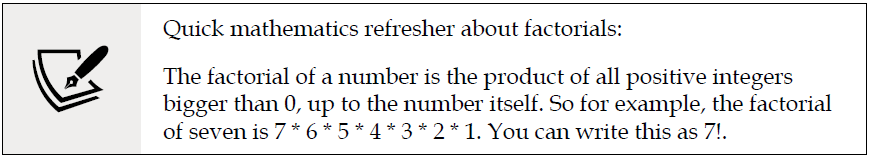 Quick mathematics refresher about factorials:
The factorial of a number is the product of all positive integers
bigger than 0, up to the number itself. So for example, the factorial
of seven is 7 * 6 * 5 * 4 * 3 * 2 * 1. You can write this as 7!.